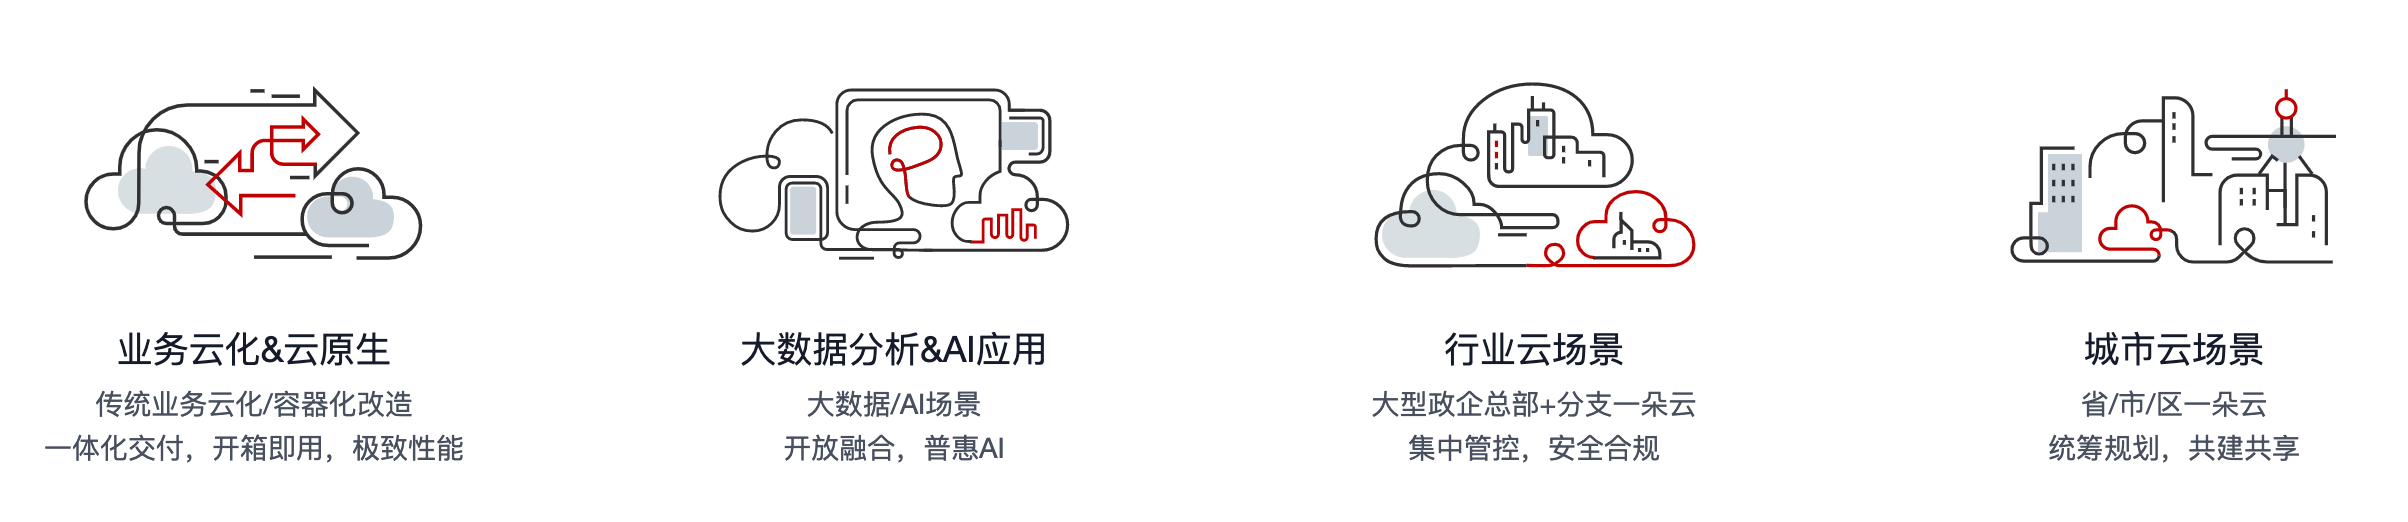 业务云化&云原生
传统业务云化/容器化改造
一体化交付，开箱即用，极致性能
大数据分析&AI应用
大数据/AI场景
开放融合，普惠AI
行业云场景
大型政企总部+分支一朵云
集中管控，安全合规
城市云场景
省/市/区一朵云
统筹规划，共建共享